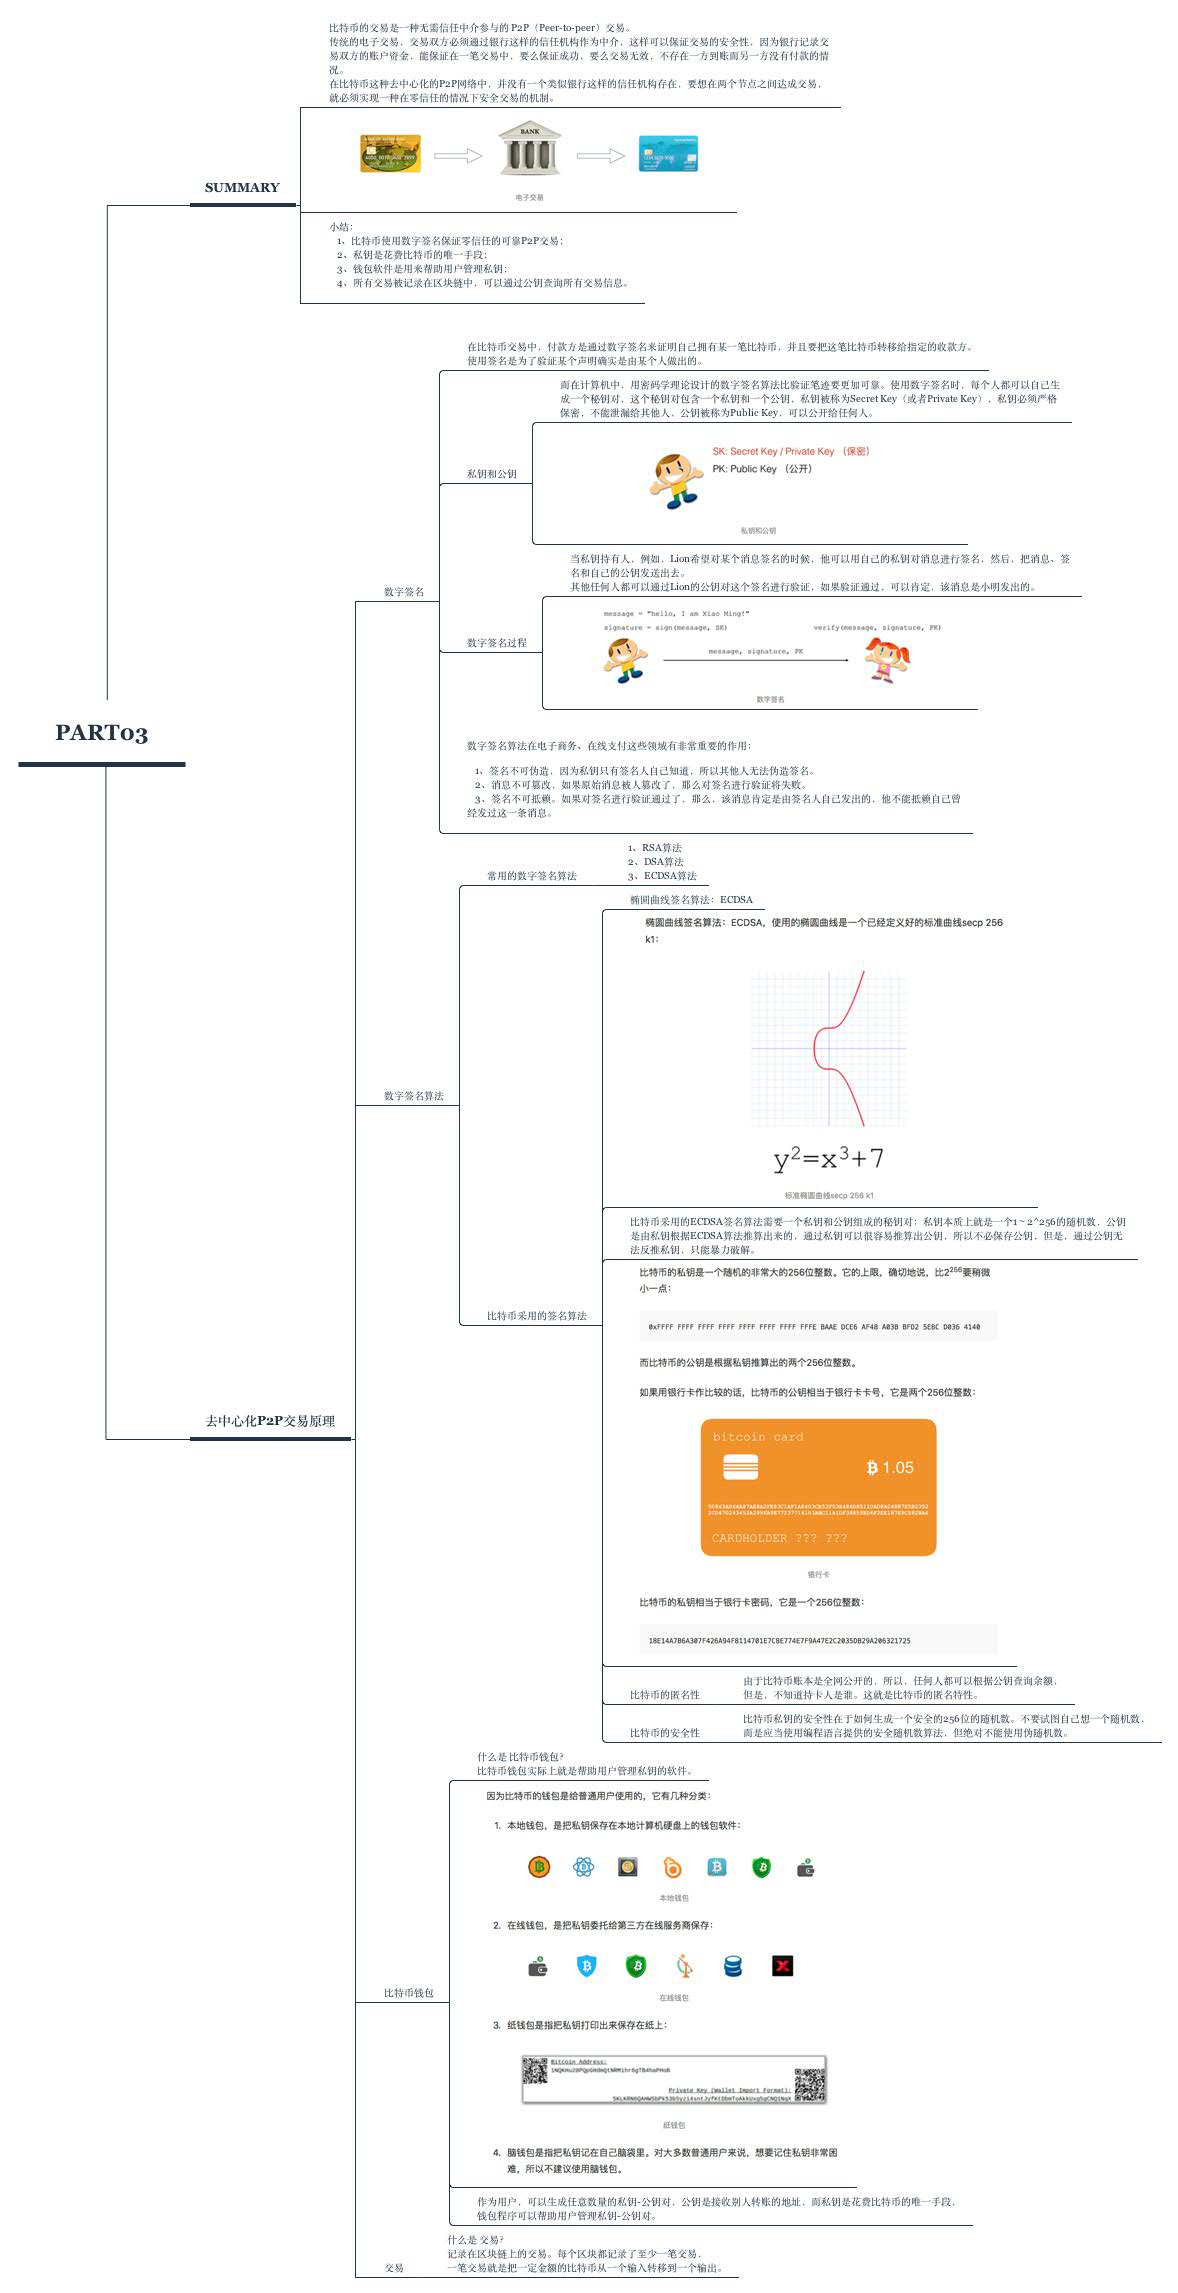 比特币的交易是一种无需信任中介参与的 P2P（Peer-to-peer）交易。
传统的电子交易，交易双方必须通过银行这样的信任机构作为中介，这样可以保证交易的安全性，因为银行记录交
易双方的账户资金，能保证在一笔交易中，要么保证成功，要么交易无效，不存在一方到账而另一方没有付款的情
况。
在比特币这种去中心化的P2P网络中，并没有一个类似银行这样的信任机构存在，要想在两个节点之间达成交易，
就必须实现一种在零信任的情况下安全交易的机制。
BANK
电子交易
SUMMARY
小结：
1、比特币使用数字签名保证零信任的可靠P2P交易；
2、私钥是花费比特币的唯一手段；
3、钱包软件是用来帮助用户管理私钥；
4、所有交易被记录在区块链中，可以通过公钥查询所有交易信息。
在比特币交易中，付款方是通过数字签名来证明自己拥有某一笔比特币，并且要把这笔比特币转移给指定的收款方。
使用签名是为了验证某个声明确实是由某个人做出的。
而在计算机中，用密码学理论设计的数字签名算法比验证笔迹要更加可靠。使用数字签名时，每个人都可以自己生
成一个秘钥对，这个秘钥对包含一个私钥和一个公钥，私钥被称为Secret Key（或者Private Key），私钥必须严格
保密，不能泄漏给其他人，公钥被称为Public Key，可以公开给任何人。
SK: Secret Key / Private Key （保密）
PK: Public Key （公开）
私钥和公钥
私钥和公钥
当私钥持有人，例如，Lion希望对某个消息签名的时候，他可以用自己的私钥对消息进行签名，然后，把消息、签
名和自己的公钥发送出去。
其他任何人都可以通过Lion的公钥对这个签名进行验证，如果验证通过，可以肯定，该消息是小明发出的。
数字签名
message = "hello, I am Xiao Ming!"
signature = sign(message, SK)
verify(message, signature, PK)
数字签名过程
message, signature, PK
数字签名
PART03
数字签名算法在电子商务、在线支付这些领域有非常重要的作用：
1、签名不可伪造，因为私钥只有签名人自己知道，所以其他人无法伪造签名。
2、消息不可篡改，如果原始消息被人篡改了，那么对签名进行验证将失败。
3、签名不可抵赖。如果对签名进行验证通过了，那么，该消息肯定是由签名人自己发出的，他不能抵赖自己曾
经发过这一条消息。
1、RSA算法
2、DSA算法
3、ECDSA算法
常用的数字签名算法
椭圆曲线签名算法：ECDSA
椭圆曲线签名算法：ECDSA，使用的椭圆曲线是一个已经定义好的标准曲线secp 256
k1：
数字签名算法
y²=x³+7
标准椭圆曲线secp 256 k1
比特币采用的ECDSA签名算法需要一个私钥和公钥组成的秘钥对：私钥本质上就是一个1 ~ 2^256的随机数，公钥
是由私钥根据ECDSA算法推算出来的，通过私钥可以很容易推算出公钥，所以不必保存公钥，但是，通过公钥无
法反推私钥，只能暴力破解。
比特币的私钥是一个随机的非常大的256位整数。它的上限，确切地说，比2²⁵⁶要稍微
小一点：
比特币采用的签名算法
0xFFFF FFFF FFFF FFFF FFFF FFFF FFFF FFFE BAAE DCE6 AF48 A03B BFD2 5E8C D036 4140
而比特币的公钥是根据私钥推算出的两个256位整数。
如果用银行卡作比较的话，比特币的公钥相当于银行卡卡号，它是两个256位整数：
去中心化P2P交易原理
bitcoin card
1.05
CARDHOLDER ??? ???
银行卡
比特币的私钥相当于银行卡密码，它是一个256位整数：
18E14A7B6A307F426A94F8114701E7C8E774E7F9A47E2C2035DB29A206321725
由于比特币账本是全网公开的，所以，任何人都可以根据公钥查询余额，
但是，不知道持卡人是谁。这就是比特币的匿名特性。
比特币的匿名性
比特币私钥的安全性在于如何生成一个安全的256位的随机数。不要试图自己想一个随机数，
而是应当使用编程语言提供的安全随机数算法，但绝对不能使用伪随机数。
比特币的安全性
什么是 比特币钱包？
比特币钱包实际上就是帮助用户管理私钥的软件。
因为比特币的钱包是给普通用户使用的，它有几种分类：
1. 本地钱包，是把私钥保存在本地计算机硬盘上的钱包软件：
本地钱包
2. 在线钱包，是把私钥委托给第三方在线服务商保存：
在线钱包
比特币钱包
3. 纸钱包是指把私钥打印出来保存在纸上：
Bitcoin Address:
Private Key (Wallet Import Format):
纸钱包
4. 脑钱包是指把私钥记在自己脑袋里。对大多数普通用户来说，想要记住私钥非常困
难，所以不建议使用脑钱包。
作为用户，可以生成任意数量的私钥-公钥对，公钥是接收别人转账的地址，而私钥是花费比特币的唯一手段，
钱包程序可以帮助用户管理私钥-公钥对。
什么是 交易？
记录在区块链上的交易。每个区块都记录了至少一笔交易，
一笔交易就是把一定金额的比特币从一个输入转移到一个输出。
交易